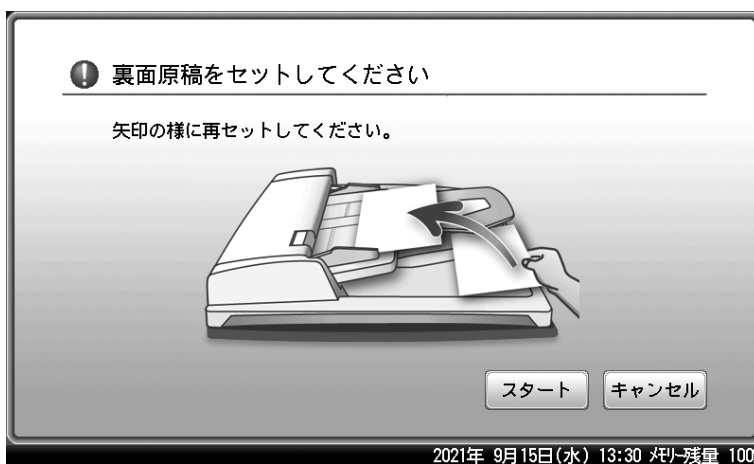 裏面原稿をセットしてください
矢印の様に再セットしてください。
スタート キャンセル
2021年 9月15日(水) 13:30 ﾒﾓﾘｰ残量 100